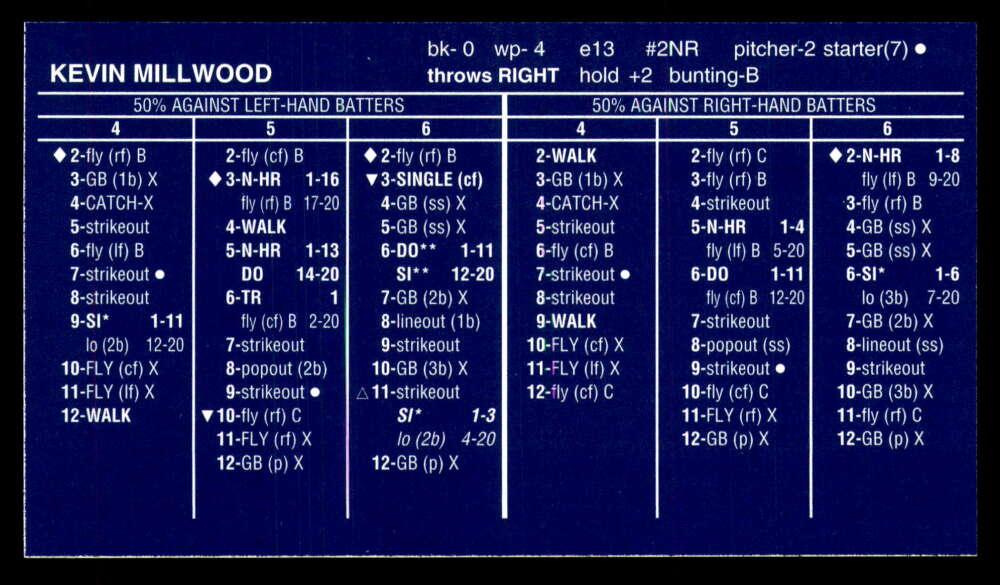 bk- 0 wp- 4 e13 #2NR pitcher-2 starter(7) ●
KEVIN MILLWOOD
throws RIGHT hold +2 bunting-B
50% AGAINST LEFT-HAND BATTERS
4
♦ 2-fly (rf) B
3-GB (1b) X
4-CATCH-X
5-strikeout
6-fly (lf) B
7-strikeout ●
8-strikeout
9-SI* 1-11
lo (2b) 12-20
10-FLY (cf) X
11-FLY (lf) X
12-WALK
5
2-fly (cf) B
♦ 3-N-HR 1-16
fly (rf) B 17-20
4-WALK
5-N-HR 1-13
DO 14-20
6-TR 1
fly (cf) B 2-20
7-strikeout
8-popout (2b)
9-strikeout ●
▼ 10-fly (rf) C
11-FLY (rf) X
12-GB (p) X
6
♦ 2-fly (rf) B
▼ 3-SINGLE (cf)
4-GB (ss) X
5-GB (ss) X
6-DO** 1-11
SI** 12-20
7-GB (2b) X
8-lineout (1b)
9-strikeout
10-GB (3b) X
△ 11-strikeout
SI* 1-3
lo (2b) 4-20
12-GB (p) X
50% AGAINST RIGHT-HAND BATTERS
4
2-WALK
3-GB (1b) X
4-CATCH-X
5-strikeout
6-fly (cf) B
7-strikeout ●
8-strikeout
9-WALK
10-FLY (cf) X
11-FLY (lf) X
12-fly (cf) C
5
2-fly (rf) C
3-fly (rf) B
4-strikeout
5-N-HR 1-4
fly (lf) B 5-20
6-DO 1-11
fly (cf) B 12-20
7-strikeout
8-popout (ss)
9-strikeout ●
10-fly (cf) C
11-FLY (rf) X
12-GB (p) X
6
♦ 2-N-HR 1-8
fly (lf) B 9-20
3-fly (rf) B
4-GB (ss) X
5-GB (ss) X
6-SI* 1-6
lo (3b) 7-20
7-GB (2b) X
8-lineout (ss)
9-strikeout
10-GB (3b) X
11-fly (rf) C
12-GB (p) X